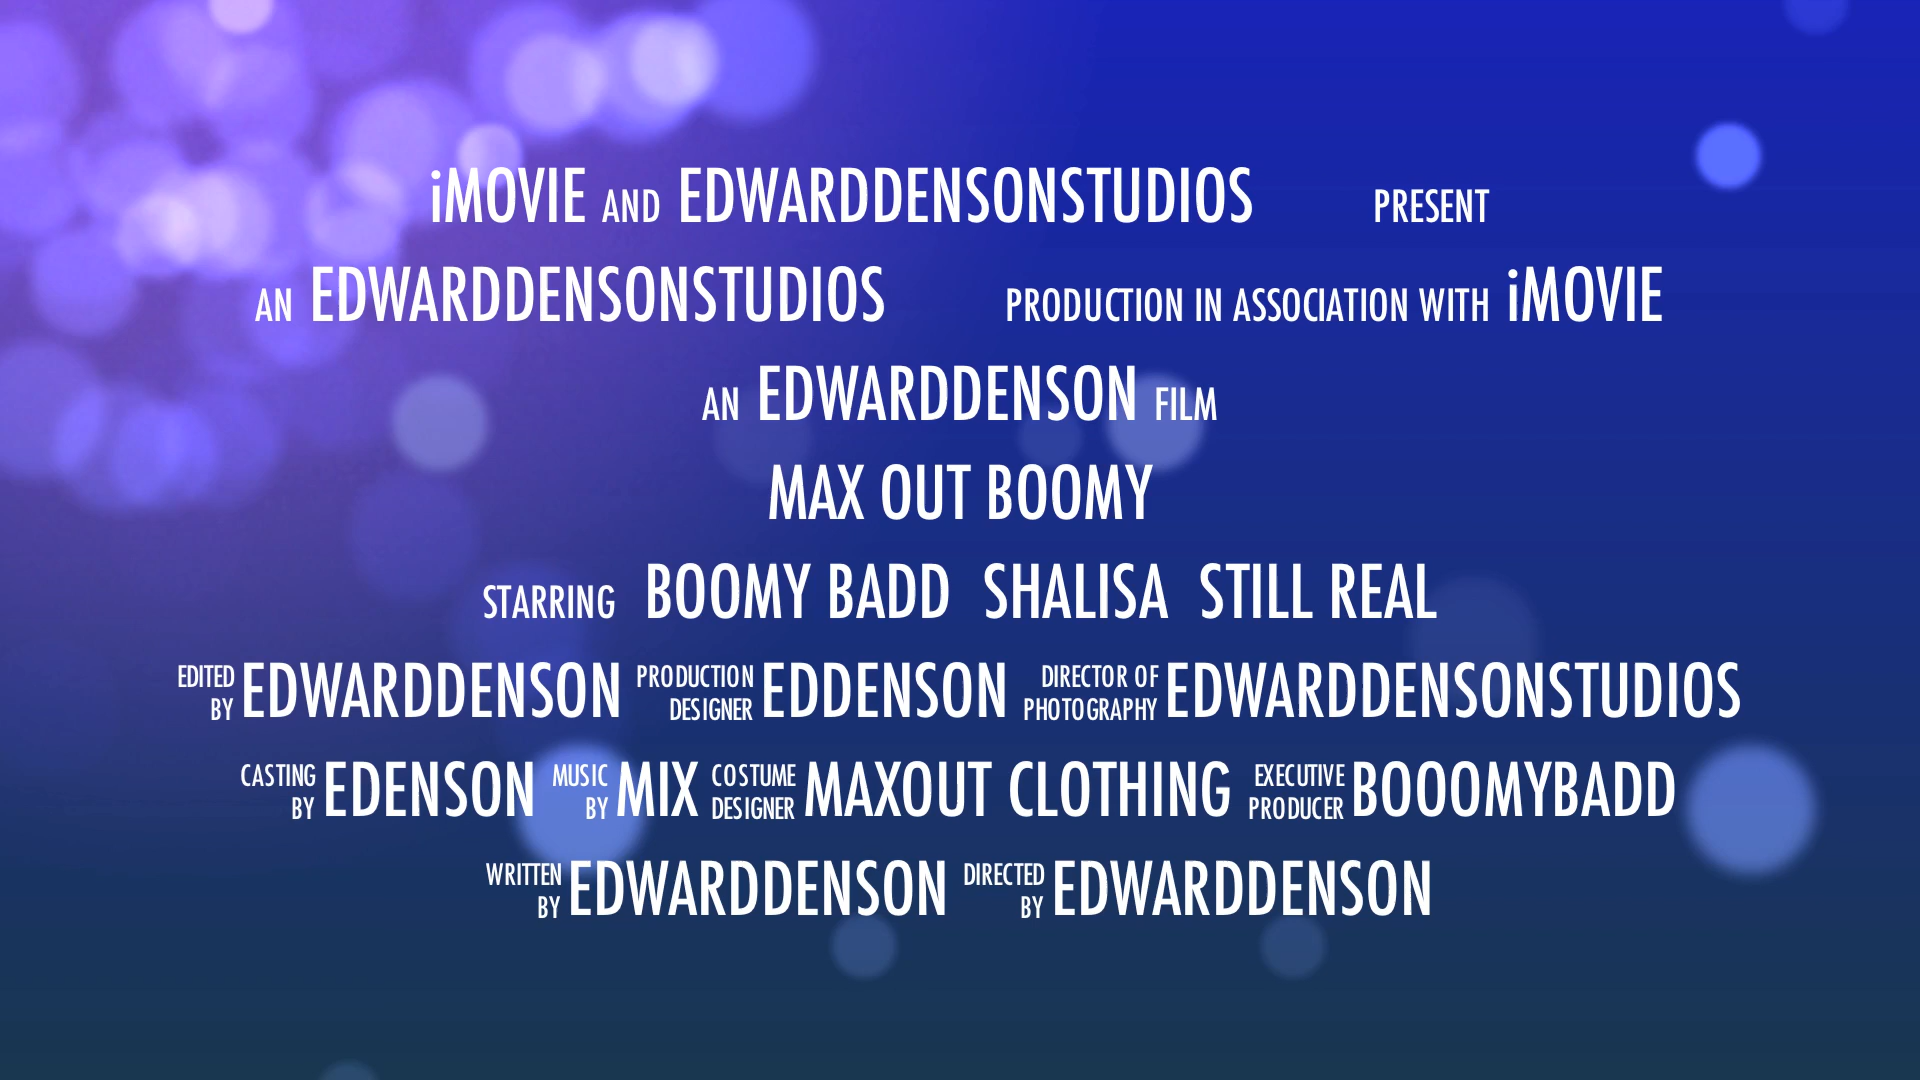 iMOVIE AND EDWARDDENSONSTUDIOS PRESENT
AN EDWARDDENSONSTUDIOS PRODUCTION IN ASSOCIATION WITH iMOVIE
AN EDWARDDENSON FILM
MAX OUT BOOMY
STARRING BOOMY BADD SHALISA STILL REAL
EDITED BY EDWARDDENSON PRODUCTION DESIGNER EDDENSON DIRECTOR OF PHOTOGRAPHY EDWARDDENSONSTUDIOS
CASTING BY EDENSON MUSIC BY MIX COSTUME DESIGNER MAXOUT CLOTHING EXECUTIVE PRODUCER BOOOMYBADD
WRITTEN BY EDWARDDENSON DIRECTED BY EDWARDDENSON